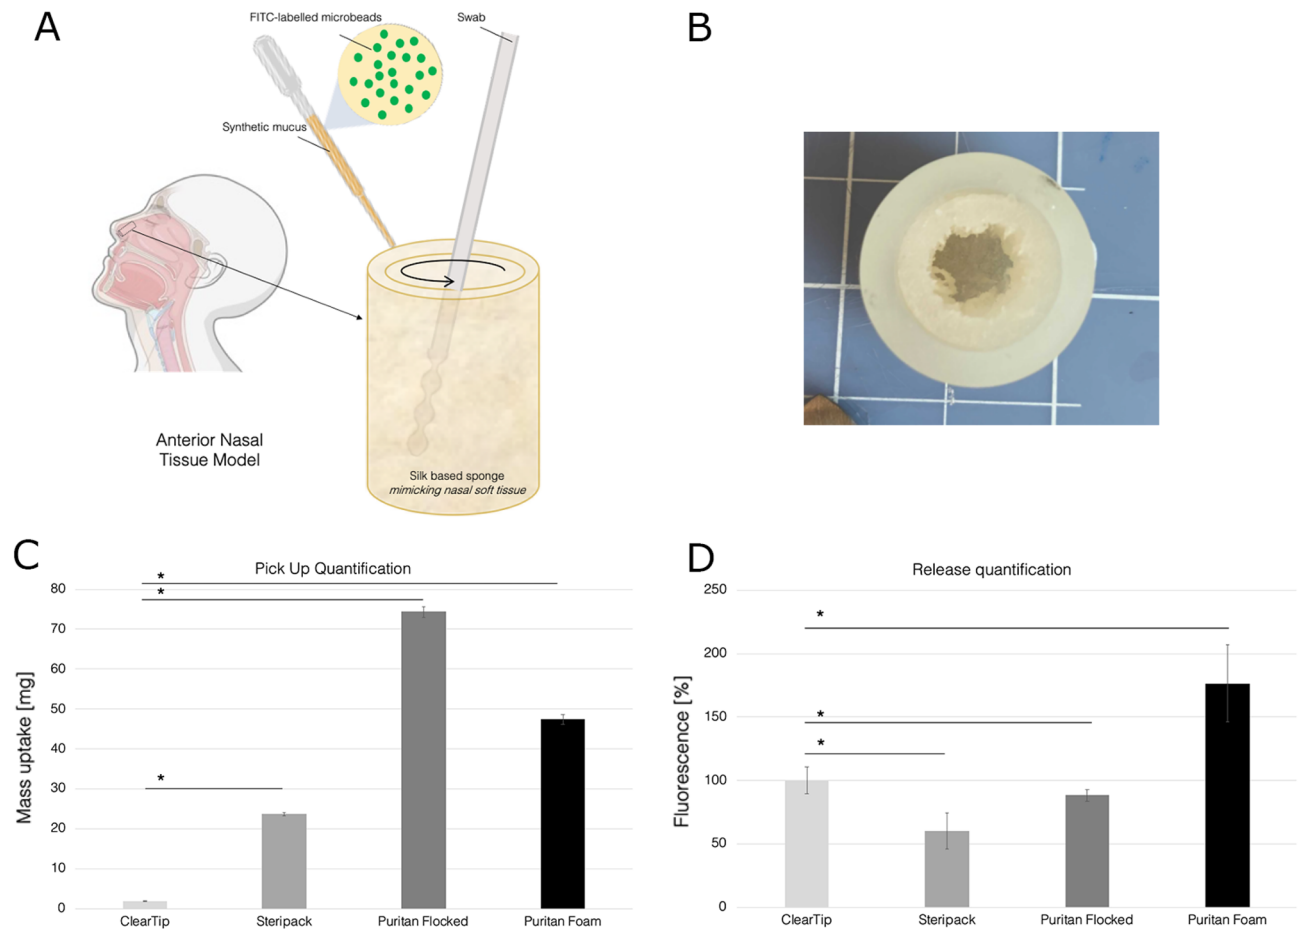 A
FITC-labelled microbeads
Swab
Synthetic mucus
Anterior Nasal
Tissue Model
Silk based sponge
mimicking nasal soft tissue
B
C
Pick Up Quantification
*
*
*
Mass uptake [mg]
80
70
60
50
40
30
20
10
0
ClearTip
Steripack
Puritan Flocked
Puritan Foam
D
Release quantification
*
*
*
Fluorescence [%]
250
200
150
100
50
0
ClearTip
Steripack
Puritan Flocked
Puritan Foam